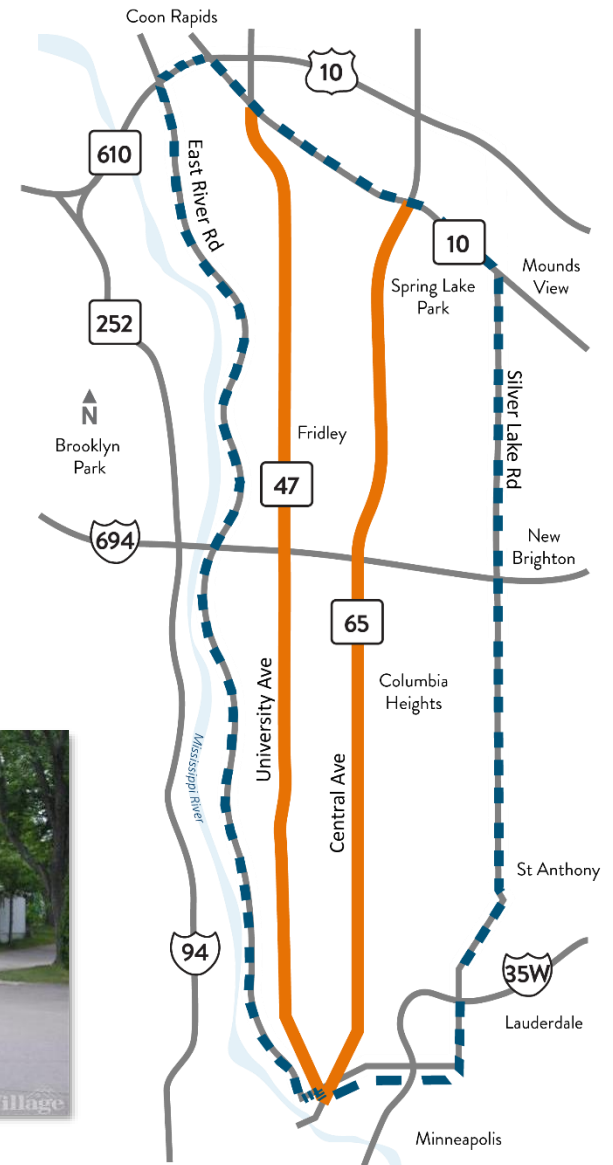 Coon Rapids
10
610
East River Rd
10
Spring Lake
Park
Mounds
View
252
N
Brooklyn
Park
Fridley
Silver Lake Rd
47
694
New
Brighton
65
Columbia
Heights
University Ave
Central Ave
Mississippi River
St Anthony
94
35W
Lauderdale
illage
Minneapolis